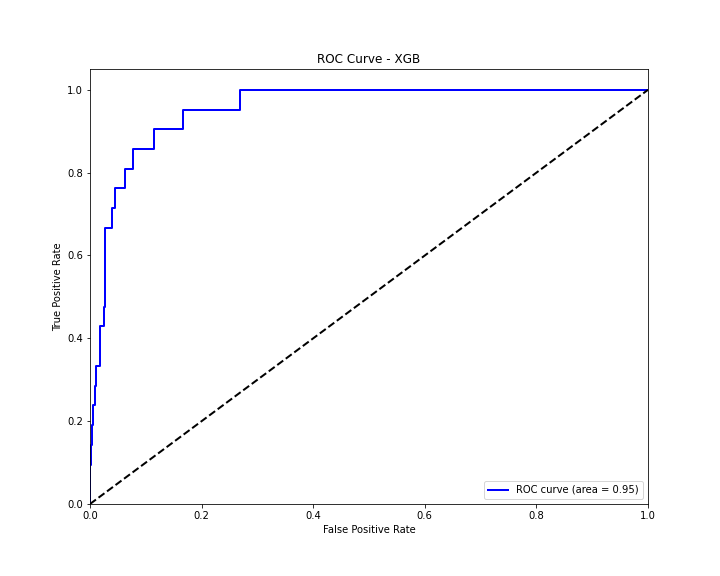 ROC Curve - XGB
1.0
0.8
0.6
0.4
0.2
0.0
True Positive Rate
ROC curve (area = 0.95)
0.0 0.2 0.4 0.6 0.8 1.0
False Positive Rate